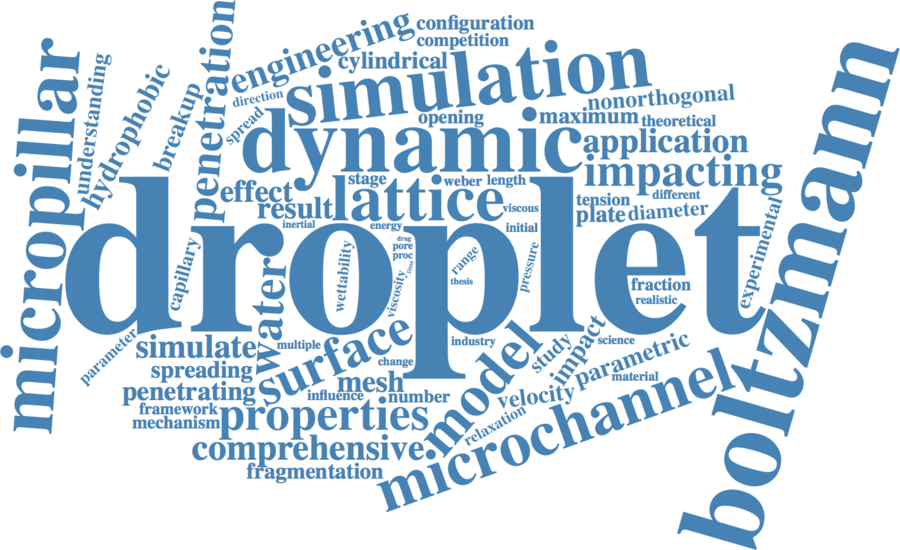 configuration
competition
engineering
cylindrical
penetration
understanding
hydrophobic
breakup
direction
spread
simulation
opening
nonorthogonal
maximum
theoretical
micropillar
dynamic
application
impacting
boltzmann
effect
stage
weber
length
lattice
result
viscous
tension
different
plate
diameter
inertial
energy
initial
experimental
droplet
drag
pore
proc
time
capillary
wettability
viscosity
range
thesis
pressure
fraction
realistic
water
parameter
simulate
multiple
surface
industry
science
change
spreading
penetrating
mesh
model
study
impact
parametric
material
influence
number
velocity
framework
mechanism
properties
relaxation
microchannel
comprehensive
fragmentation